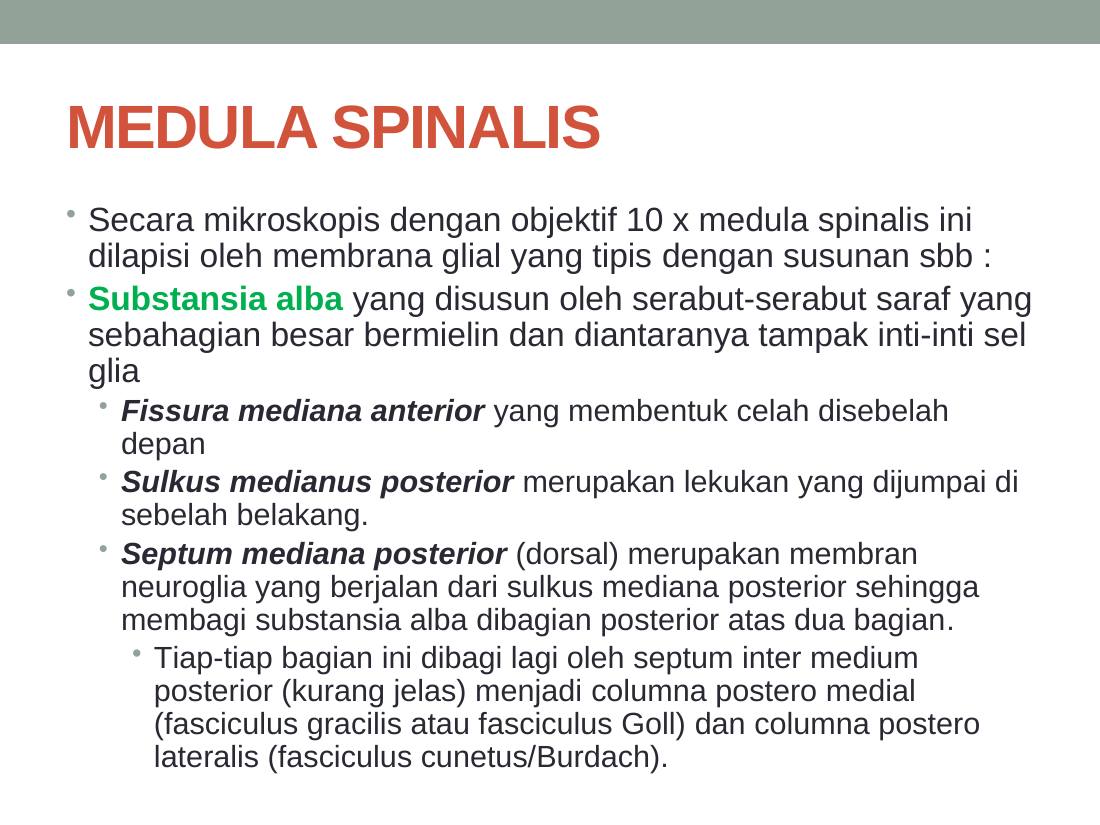 MEDULA SPINALIS
• Secara mikroskopis dengan objektif 10 x medula spinalis ini
dilapisi oleh membrana glial yang tipis dengan susunan sbb :
• Substansia alba yang disusun oleh serabut-serabut saraf yang
sebahagian besar bermielin dan diantaranya tampak inti-inti sel
glia
• Fissura mediana anterior yang membentuk celah disebelah
depan
• Sulkus medianus posterior merupakan lekukan yang dijumpai di
sebelah belakang.
• Septum mediana posterior (dorsal) merupakan membran
neuroglia yang berjalan dari sulkus mediana posterior sehingga
membagi substansia alba dibagian posterior atas dua bagian.
• Tiap-tiap bagian ini dibagi lagi oleh septum inter medium
posterior (kurang jelas) menjadi columna postero medial
(fasciculus gracilis atau fasciculus Goll) dan columna postero
lateralis (fasciculus cunetus/Burdach).